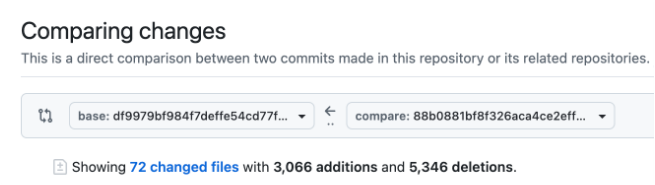 Comparing changes
This is a direct comparison between two commits made in this repository or its related repositories.
base: df9979bf984f7deffe54cd77f... .. compare: 88b0881bf8f326aca4ce2eff...
Showing 72 changed files with 3,066 additions and 5,346 deletions.